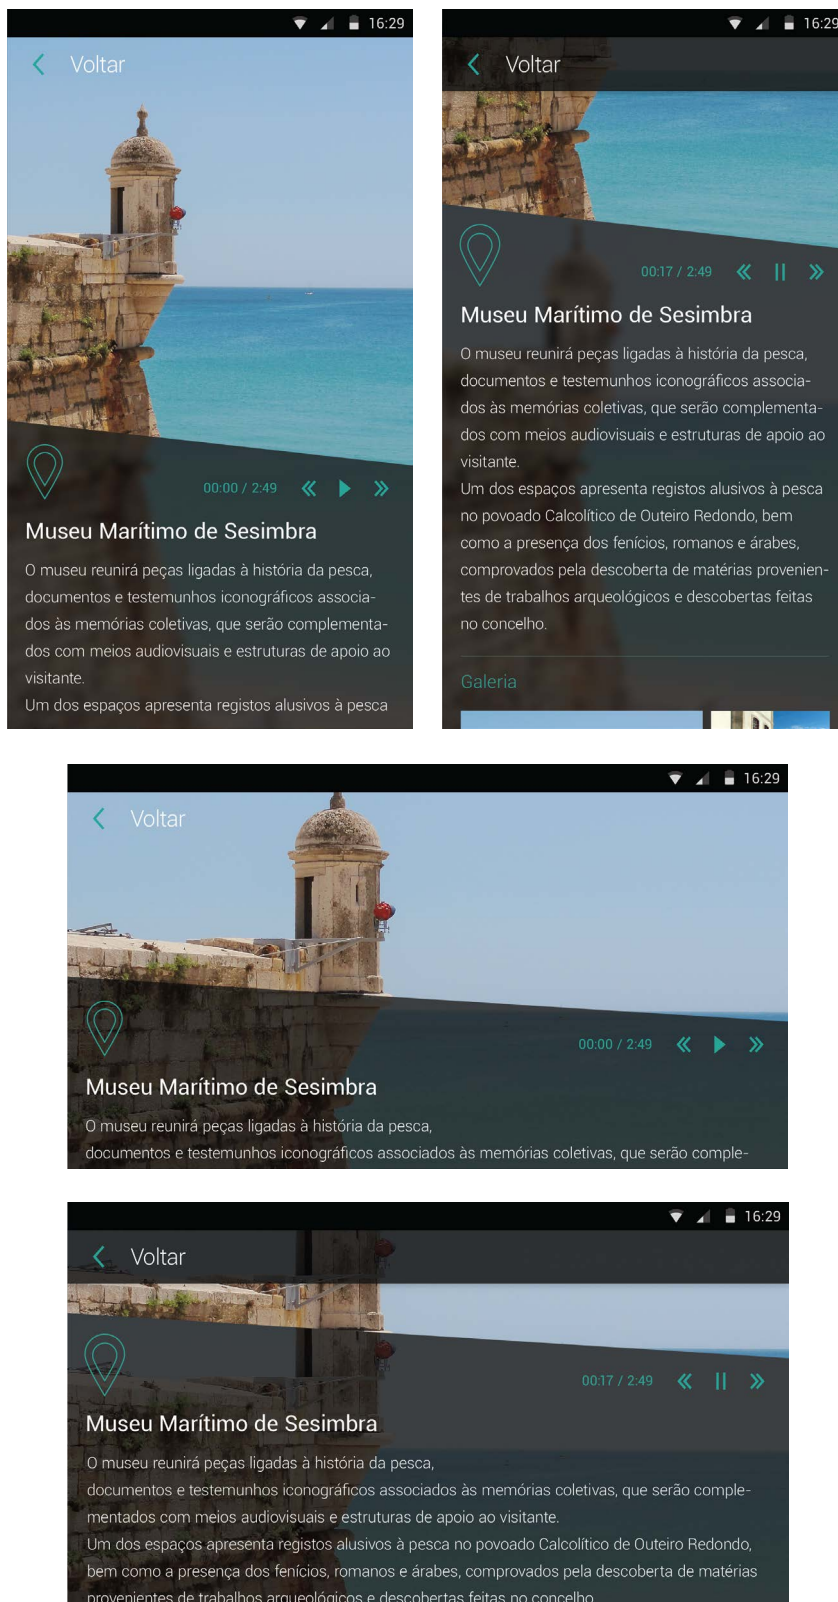 16:29
Voltar
00:00 / 2:49
Museu Marítimo de Sesimbra
O museu reunirá peças ligadas à história da pesca,
documentos e testemunhos iconográficos associa-
dos às memórias coletivas, que serão complementa-
dos com meios audiovisuais e estruturas de apoio ao
visitante.
Um dos espaços apresenta registos alusivos à pesca
16:29
Voltar
00:17 / 2:49
Museu Marítimo de Sesimbra
O museu reunirá peças ligadas à história da pesca,
documentos e testemunhos iconográficos associa-
dos às memórias coletivas, que serão complementa-
dos com meios audiovisuais e estruturas de apoio ao
visitante.
Um dos espaços apresenta registos alusivos à pesca
no povoado Calcolítico de Outeiro Redondo, bem
como a presença dos fenícios, romanos e árabes,
comprovados pela descoberta de matérias provenien-
tes de trabalhos arqueológicos e descobertas feitas
no concelho.
Galeria
16:29
Voltar
00:00 / 2:49
Museu Marítimo de Sesimbra
O museu reunirá peças ligadas à história da pesca,
documentos e testemunhos iconográficos associados às memórias coletivas, que serão comple-
16:29
Voltar
00:17 / 2:49
Museu Marítimo de Sesimbra
O museu reunirá peças ligadas à história da pesca,
documentos e testemunhos iconográficos associados às memórias coletivas, que serão comple-
mentados com meios audiovisuais e estruturas de apoio ao visitante.
Um dos espaços apresenta registos alusivos à pesca no povoado Calcolítico de Outeiro Redondo,
bem como a presença dos fenícios, romanos e árabes, comprovados pela descoberta de matérias
provenientes de trabalhos arqueológicos e descobertas feitas no concelho.